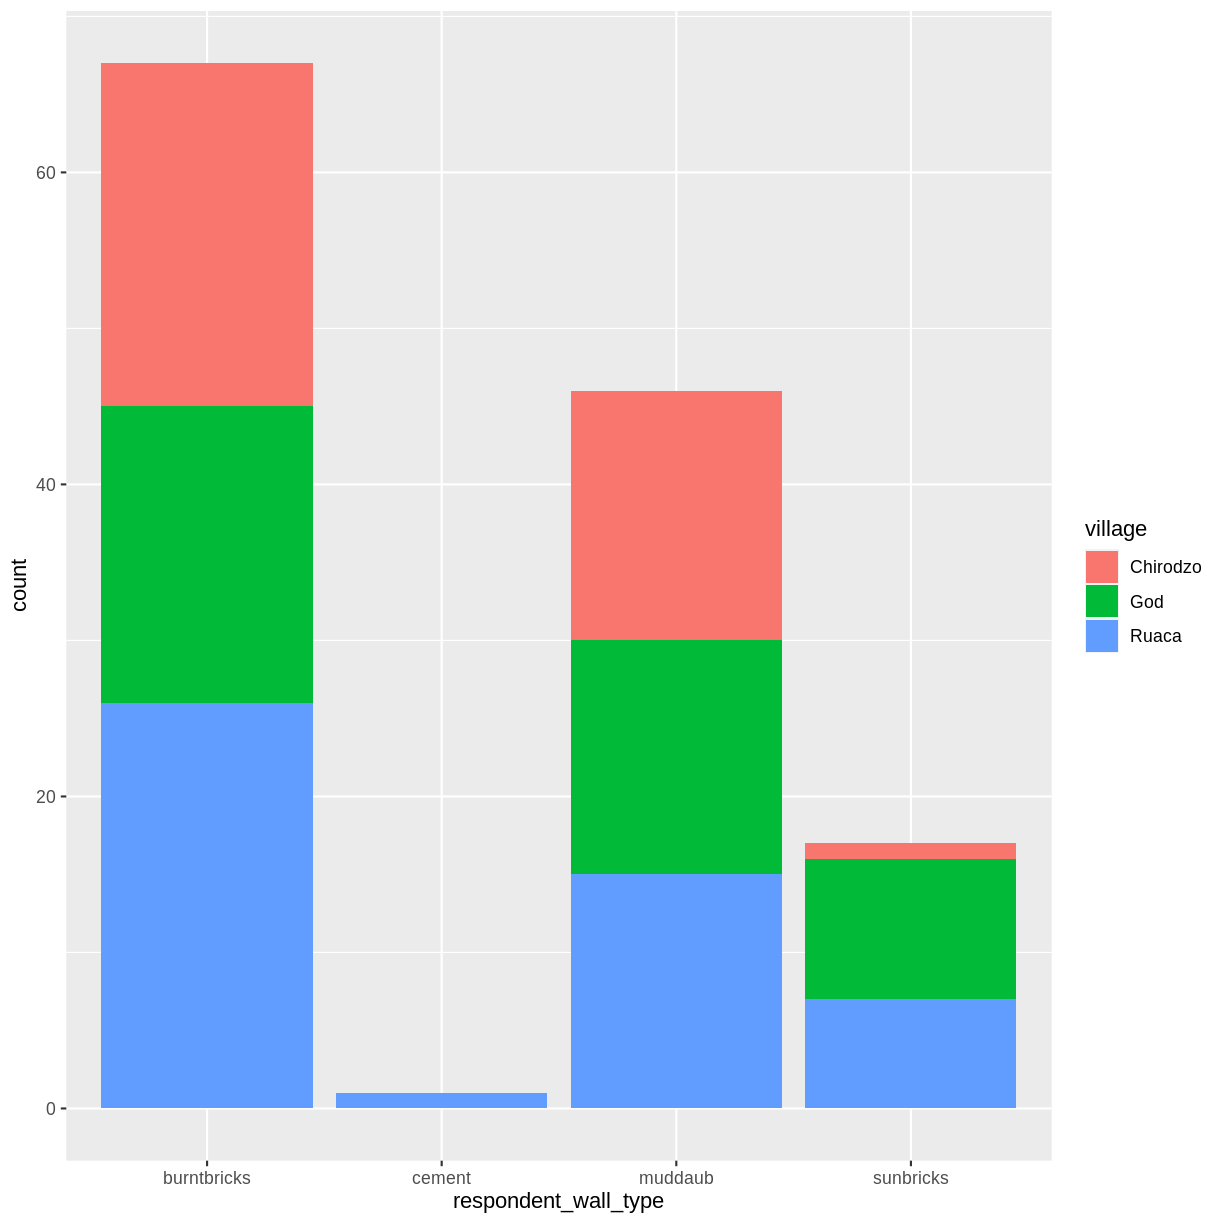 60
40
20
0
count
burntbricks cement muddaub sunbricks
respondent_wall_type
village
Chirodzo
God
Ruaca